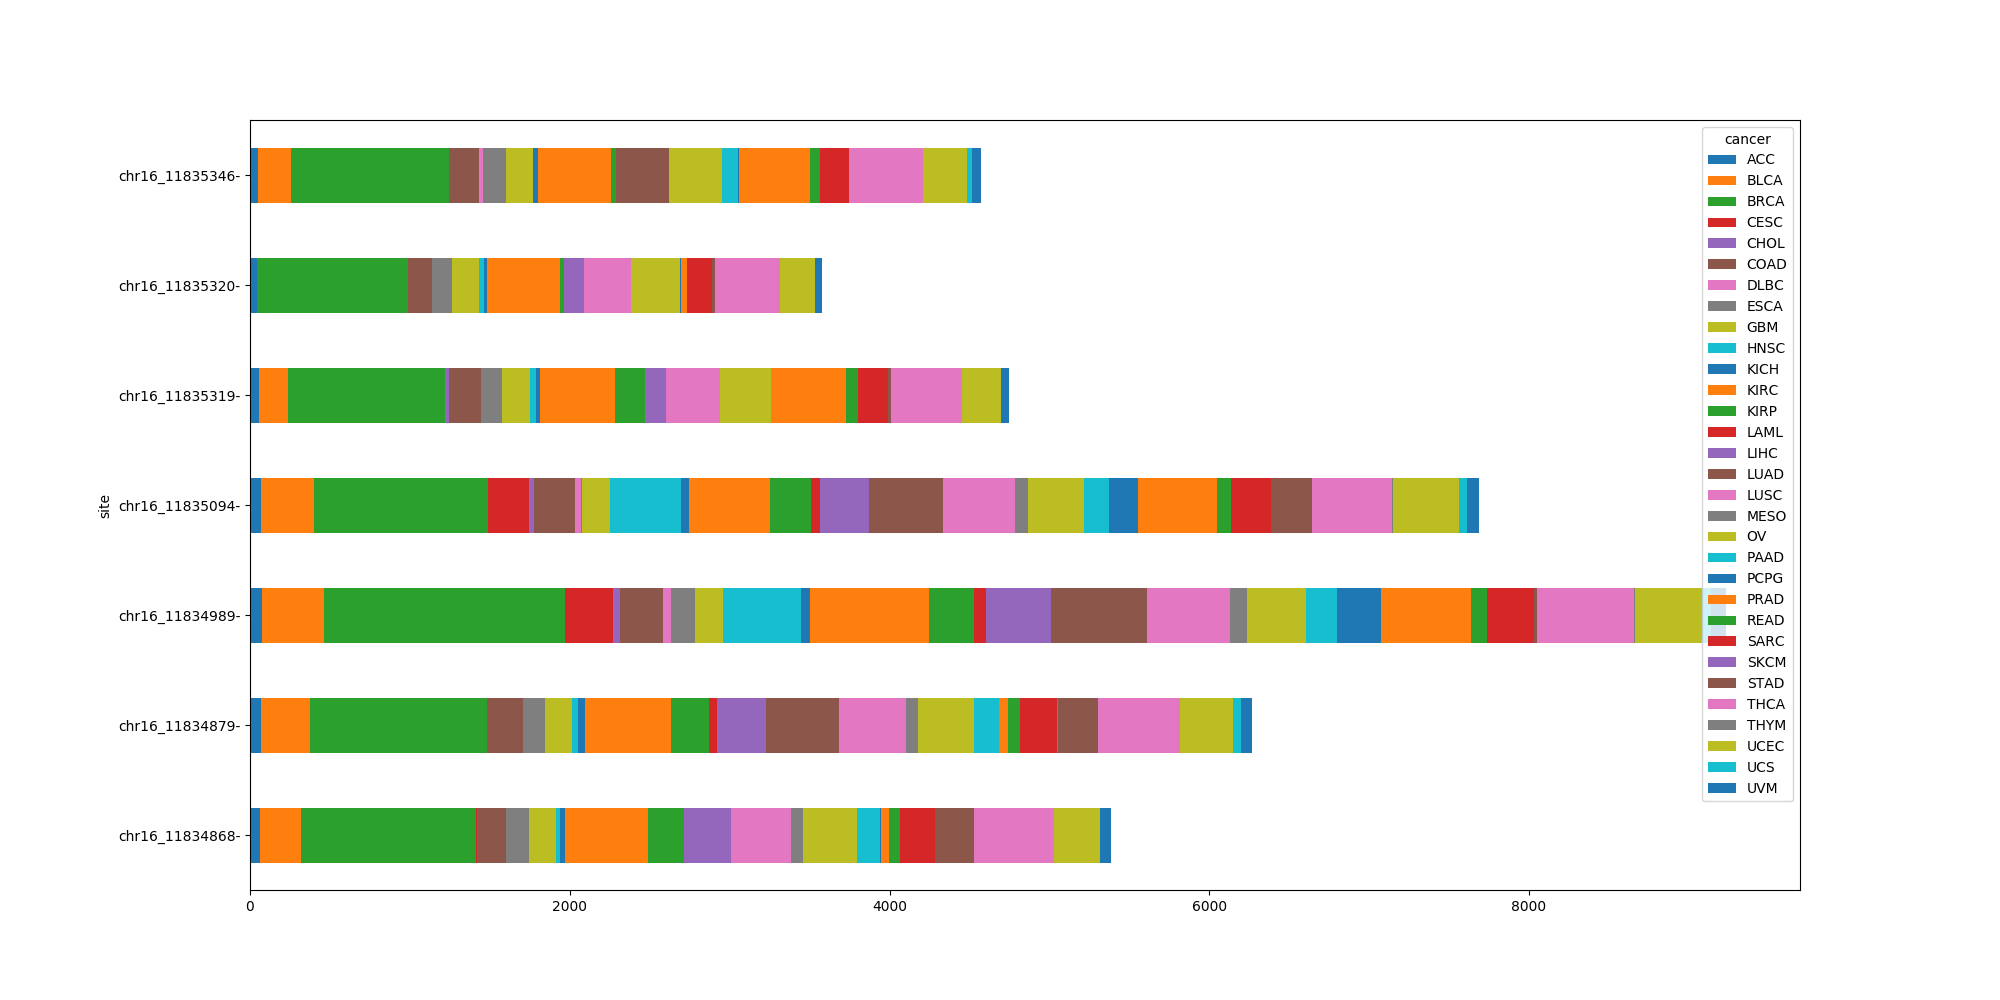 chr16_11835346-
chr16_11835320-
chr16_11835319-
chr16_11835094-
chr16_11834989-
chr16_11834879-
chr16_11834868-
site
0 2000 4000 6000 8000
cancer
ACC
BLCA
BRCA
CESC
CHOL
COAD
DLBC
ESCA
GBM
HNSC
KICH
KIRC
KIRP
LAML
LIHC
LUAD
LUSC
MESO
OV
PAAD
PCPG
PRAD
READ
SARC
SKCM
STAD
THCA
THYM
UCEC
UCS
UVM